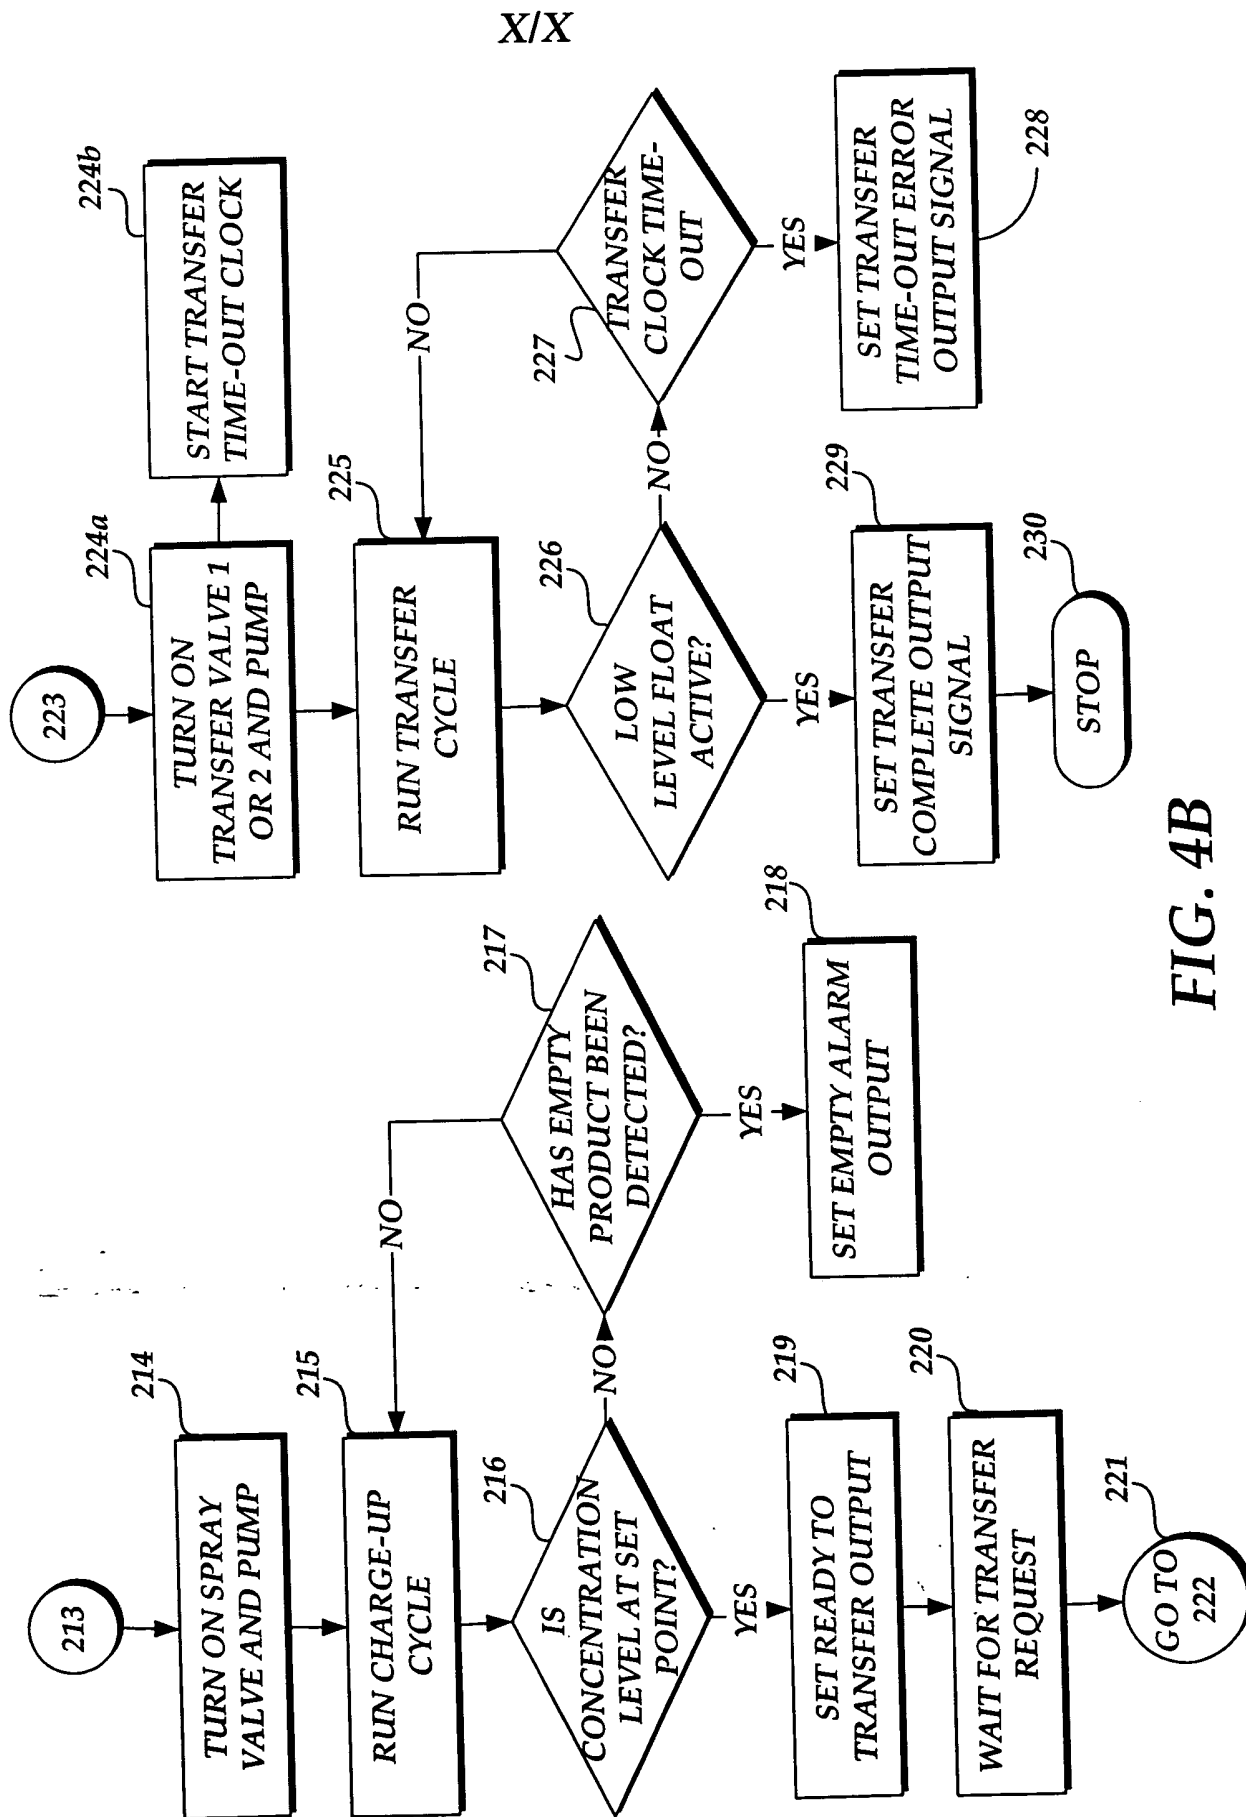 X/X
213
214
TURN ON SPRAY
VALVE AND PUMP
215
RUN CHARGE-UP
CYCLE
216
IS
CONCENTRATION
LEVEL AT SET
POINT?
NO
YES
217
HAS EMPTY
PRODUCT BEEN
DETECTED?
NO
YES
218
SET EMPTY ALARM
OUTPUT
219
SET READY TO
TRANSFER OUTPUT
220
WAIT FOR TRANSFER
REQUEST
221
GO TO
222
223
224a
TURN ON
TRANSFER VALVE 1
OR 2 AND PUMP
224b
START TRANSFER
TIME-OUT CLOCK
225
RUN TRANSFER
CYCLE
226
LOW
LEVEL FLOAT
ACTIVE?
NO
YES
227
TRANSFER
CLOCK TIME-
OUT
NO
YES
228
SET TRANSFER
TIME-OUT ERROR
OUTPUT SIGNAL
229
SET TRANSFER
COMPLETE OUTPUT
SIGNAL
230
STOP
FIG. 4B